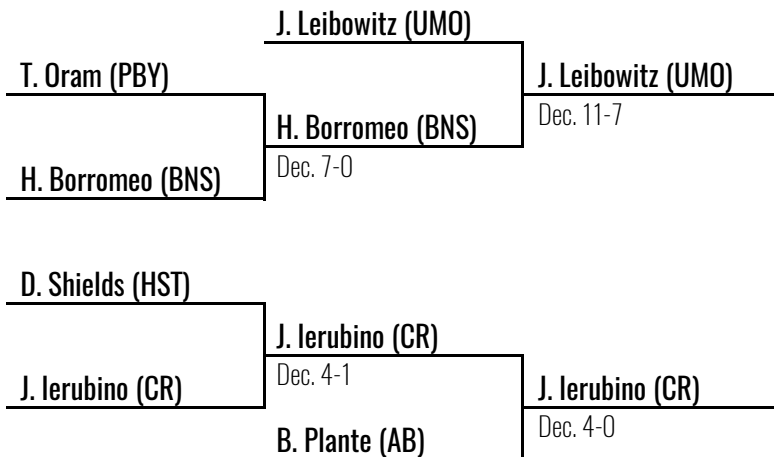 J. Leibowitz (UMO)
T. Oram (PBY)
J. Leibowitz (UMO)
Dec. 11-7
H. Borromeo (BNS)
Dec. 7-0
H. Borromeo (BNS)
D. Shields (HST)
J. Ierubino (CR)
Dec. 4-1
J. Ierubino (CR)
J. Ierubino (CR)
Dec. 4-0
B. Plante (AB)